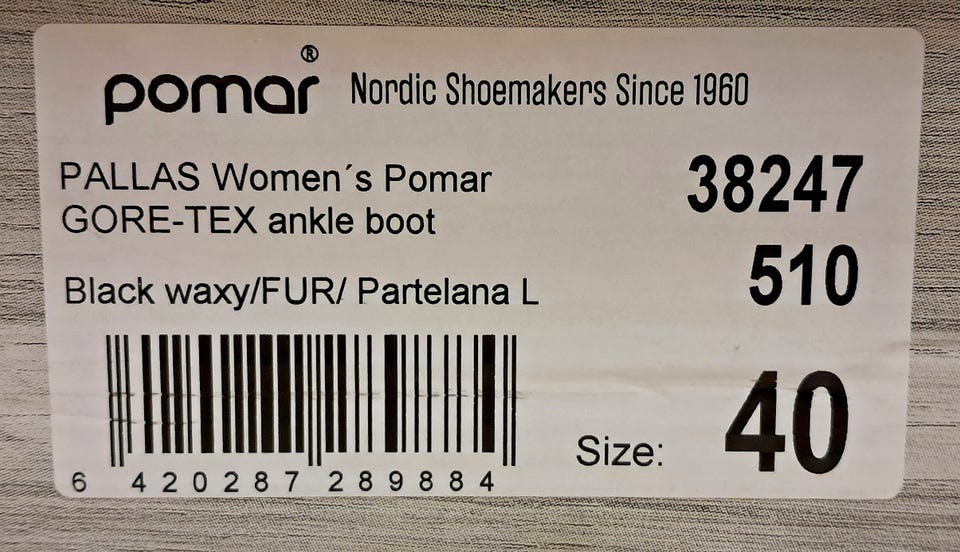 pomar® Nordic Shoemakers Since 1960
PALLAS Women´s Pomar
GORE-TEX ankle boot
38247
510
Black waxy/FUR/ Partelana L
Size: 40
6 420287 289884